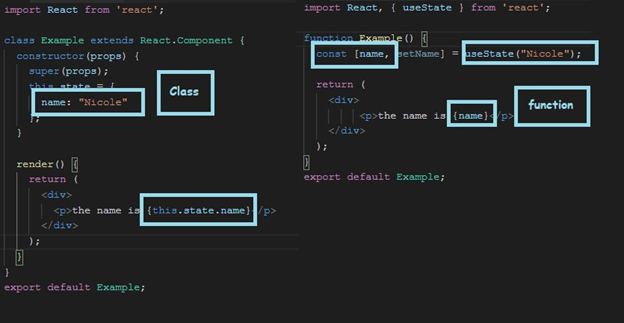 import React from 'react';
class Example extends React.Component {
constructor(props) {
super(props);
this.state = {
name: "Nicole"
};
}
render() {
return (
<div>
<p>the name is {this.state.name}</p>
</div>
);
}
}
export default Example;
Class
import React, { useState } from 'react';
function Example() {
const [name, setName] = useState("Nicole");
return (
<div>
<p>the name is {name}</p>
</div>
);
}
export default Example;
function